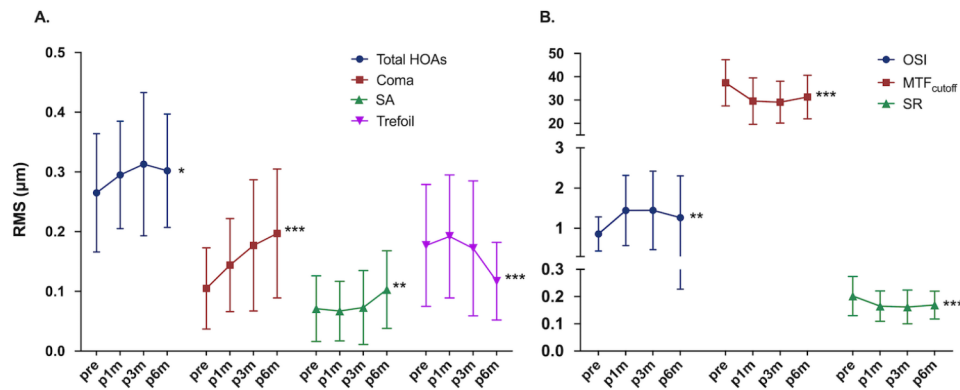 A.
0.5
0.4
0.3
0.2
0.1
0.0
RMS (μm)
Total HOAs
Coma
SA
Trefoil
*
***
**
***
pre p1m p3m p6m pre p1m p3m p6m pre p1m p3m p6m pre p1m p3m p6m
B.
50
40
30
20
2
1
0.3
0.2
0.1
0.0
OSI
MTFcutoff
SR
**
***
***
pre p1m p3m p6m pre p1m p3m p6m pre p1m p3m p6m